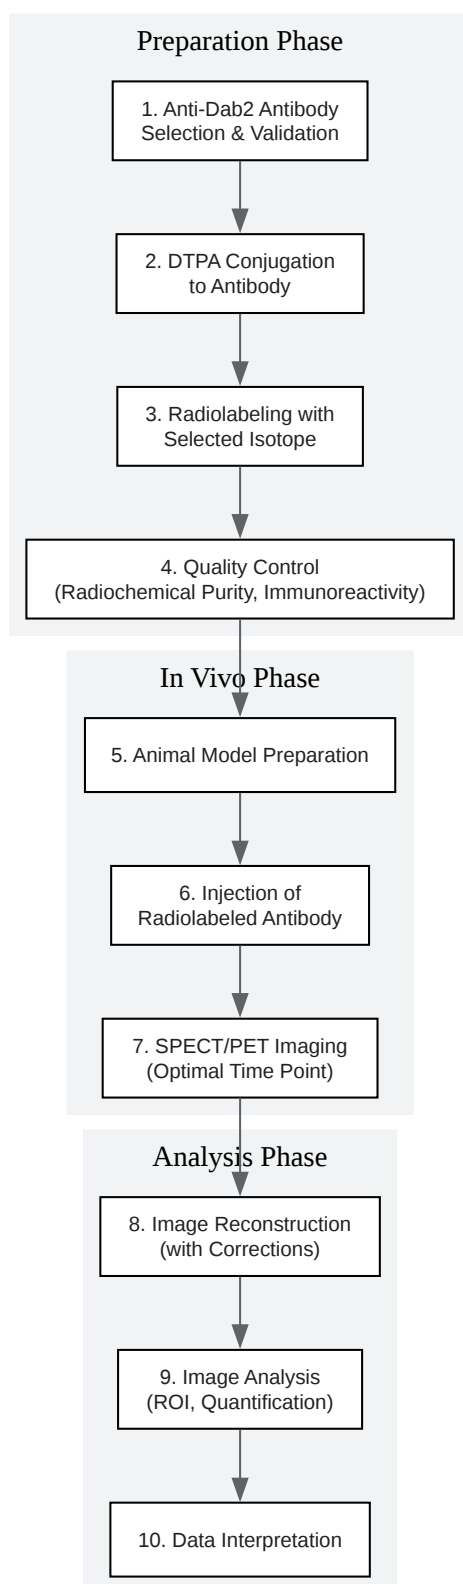 Preparation Phase
1. Anti-Dab2 Antibody
Selection & Validation
2. DTPA Conjugation
to Antibody
3. Radiolabeling with
Selected Isotope
4. Quality Control
(Radiochemical Purity, Immunoreactivity)
In Vivo Phase
5. Animal Model Preparation
6. Injection of
Radiolabeled Antibody
7. SPECT/PET Imaging
(Optimal Time Point)
Analysis Phase
8. Image Reconstruction
(with Corrections)
9. Image Analysis
(ROI, Quantification)
10. Data Interpretation